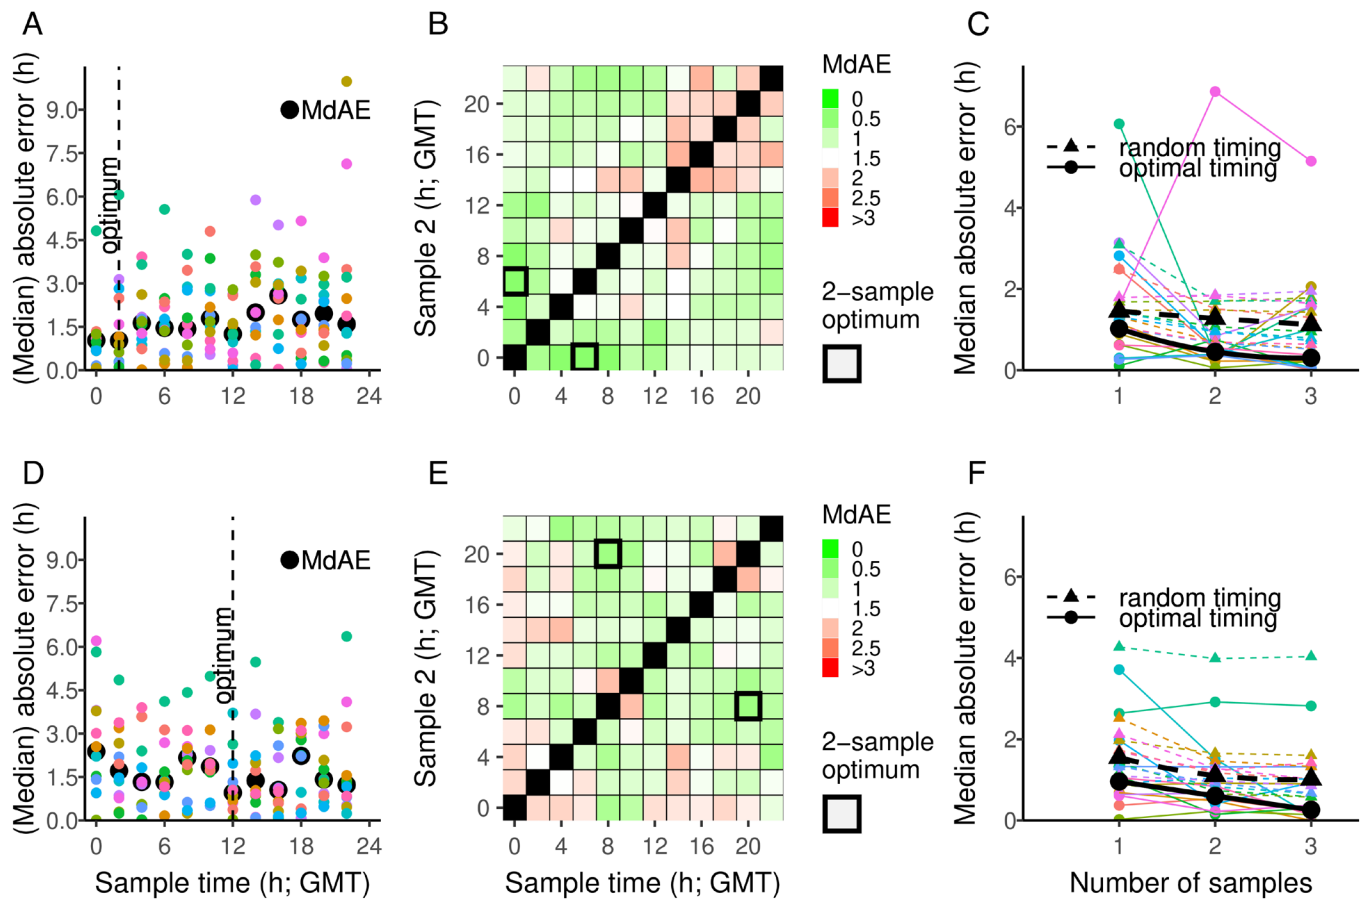 A
(Median) absolute error (h)
9.0
7.5
6.0
4.5
3.0
1.5
0.0
MdAE
optimum
0 6 12 18 24
B
Sample 2 (h; GMT)
20
16
12
8
4
0
0 4 8 12 16 20
MdAE
0
0.5
1
1.5
2
2.5
>3
2−sample
optimum
C
Median absolute error (h)
6
4
2
0
random timing
optimal timing
1 2 3
D
(Median) absolute error (h)
9.0
7.5
6.0
4.5
3.0
1.5
0.0
MdAE
optimum
0 6 12 18 24
Sample time (h; GMT)
E
Sample 2 (h; GMT)
20
16
12
8
4
0
0 4 8 12 16 20
Sample time (h; GMT)
MdAE
0
0.5
1
1.5
2
2.5
>3
2−sample
optimum
F
Median absolute error (h)
6
4
2
0
random timing
optimal timing
1 2 3
Number of samples